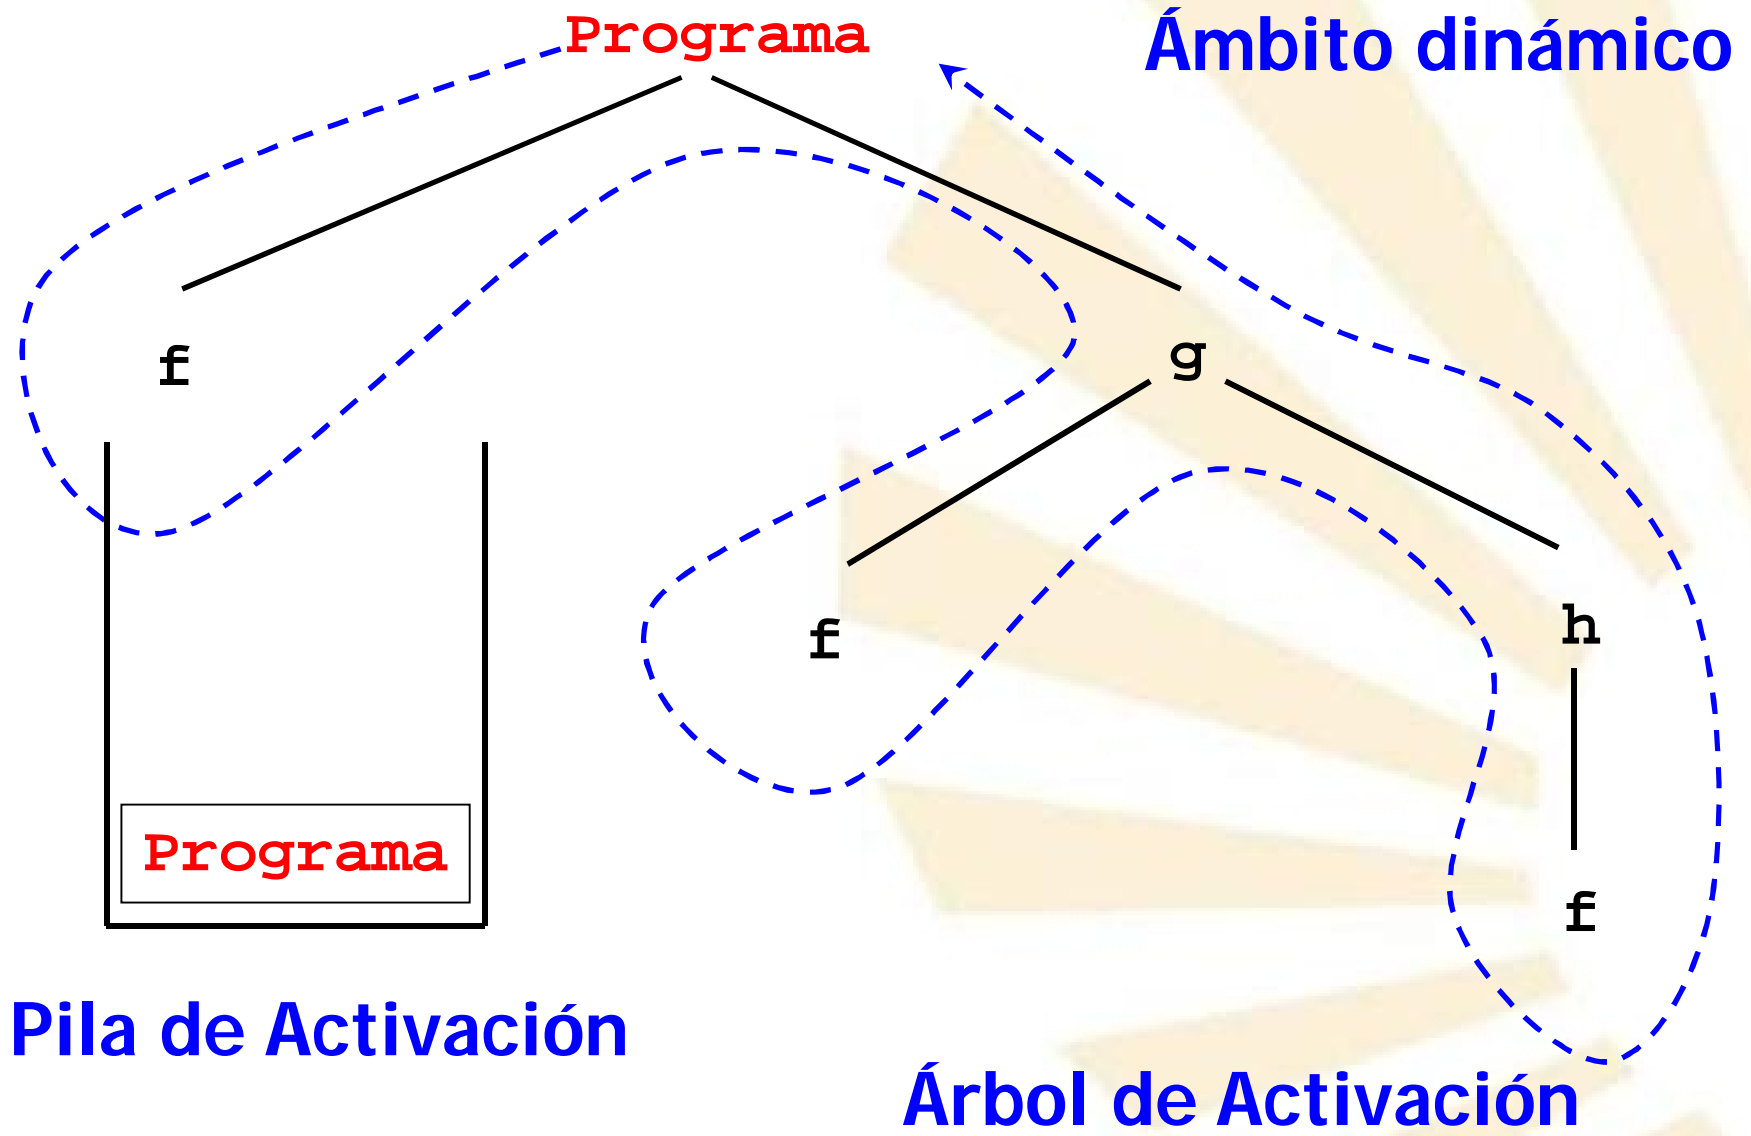 Programa
Ámbito dinámico
f
g
f
h
Programa
f
Pila de Activación
Árbol de Activación